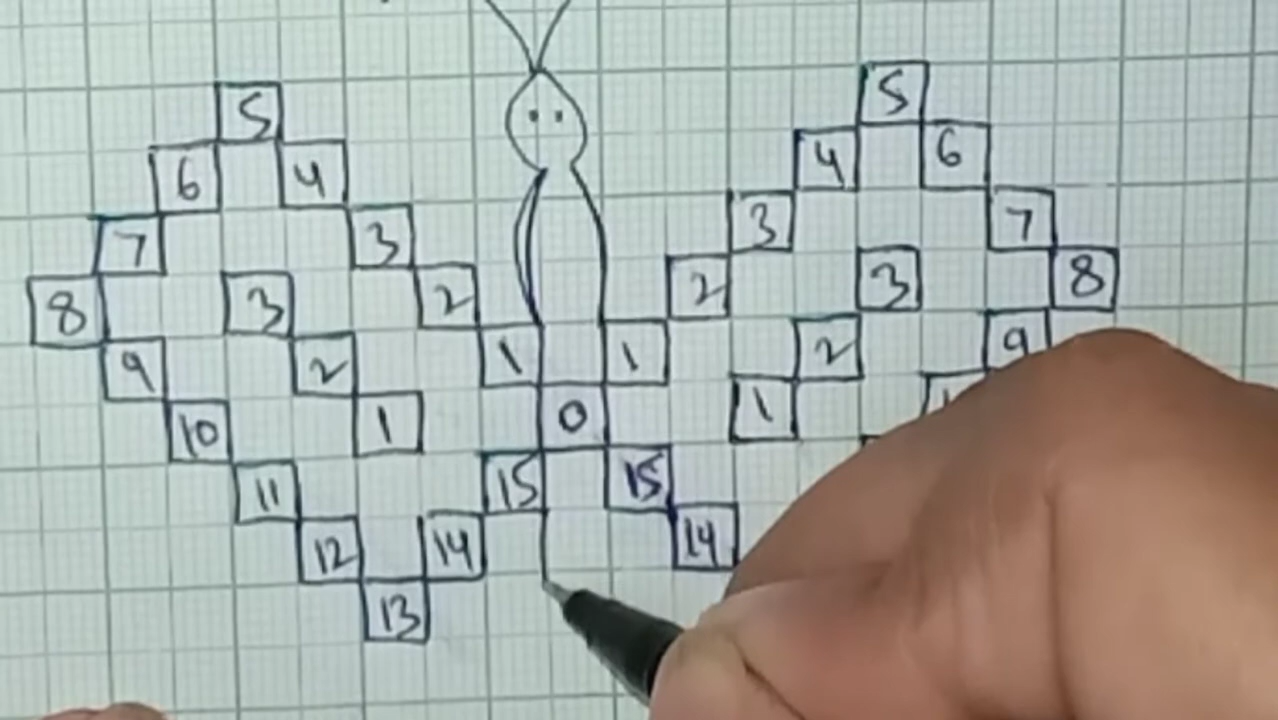 5 5
6 4 4 6
7 3 3 7
8 3 2 2 3 8
9 2 1 1 2 9
10 1 0 1
11 15 15
12 14 14
13